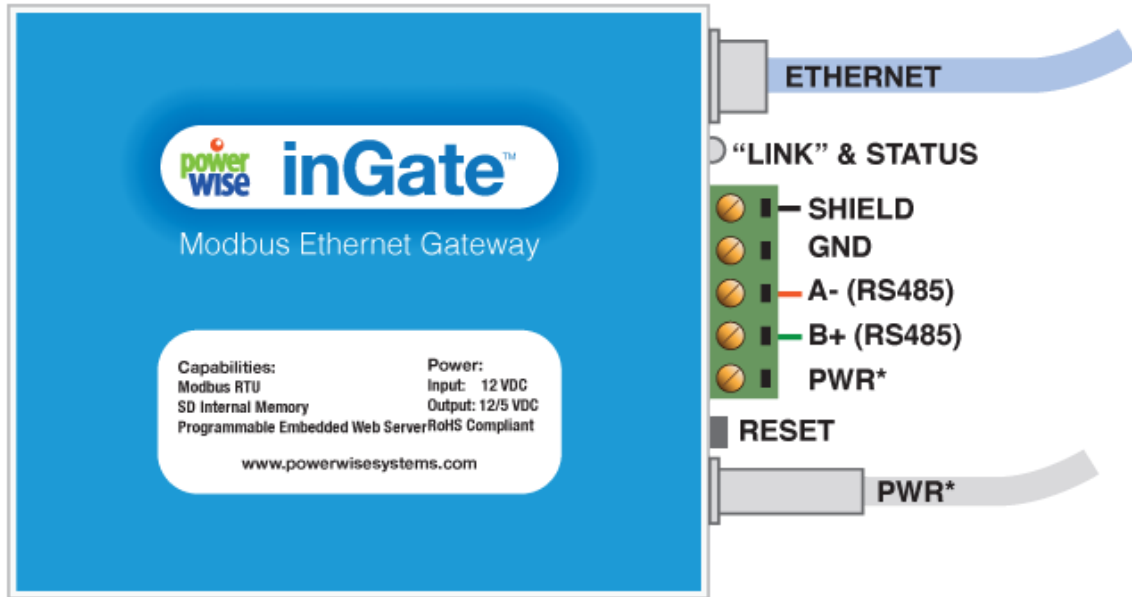 power
wise
inGate™
Modbus Ethernet Gateway
Capabilities:
Modbus RTU
SD Internal Memory
Programmable Embedded Web Server
Power:
Input: 12 VDC
Output: 12/5 VDC
RoHS Compliant
www.powerwisesystems.com
ETHERNET
“LINK” & STATUS
SHIELD
GND
A- (RS485)
B+ (RS485)
PWR*
RESET
PWR*